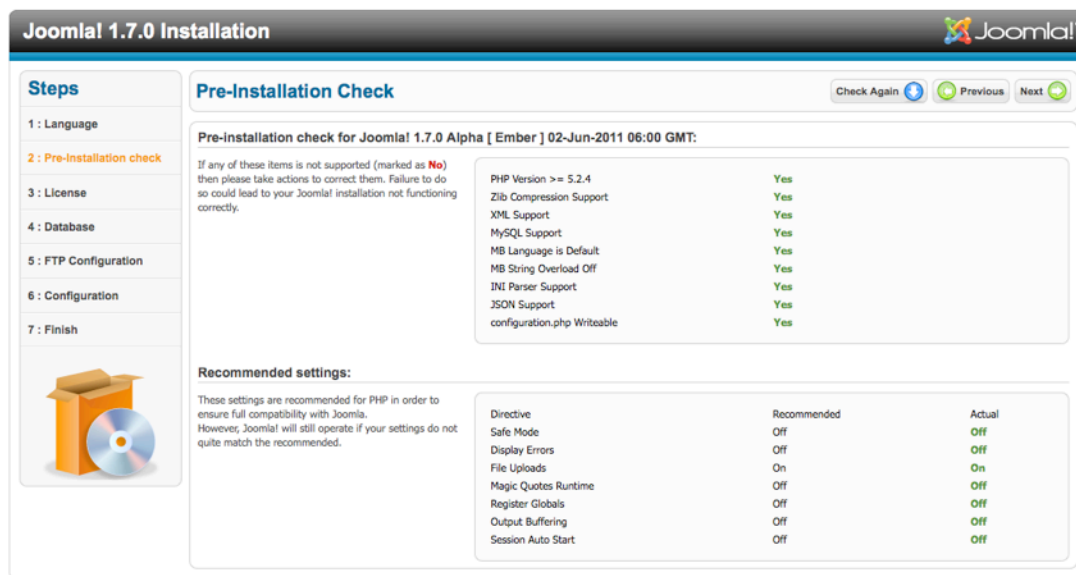 Joomla! 1.7.0 Installation
Joomla!
Steps
1 : Language
2 : Pre-Installation check
3 : License
4 : Database
5 : FTP Configuration
6 : Configuration
7 : Finish
Pre-Installation Check
Check Again
Previous
Next
Pre-installation check for Joomla! 1.7.0 Alpha [ Ember ] 02-Jun-2011 06:00 GMT:
If any of these items is not supported (marked as No)
then please take actions to correct them. Failure to do
so could lead to your Joomla! installation not functioning
correctly.
PHP Version >= 5.2.4 Yes
Zlib Compression Support Yes
XML Support Yes
MySQL Support Yes
MB Language is Default Yes
MB String Overload Off Yes
INI Parser Support Yes
JSON Support Yes
configuration.php Writeable Yes
Recommended settings:
These settings are recommended for PHP in order to
ensure full compatibility with Joomla.
However, Joomla! will still operate if your settings do not
quite match the recommended.
Directive Recommended Actual
Safe Mode Off Off
Display Errors Off Off
File Uploads On On
Magic Quotes Runtime Off Off
Register Globals Off Off
Output Buffering Off Off
Session Auto Start Off Off